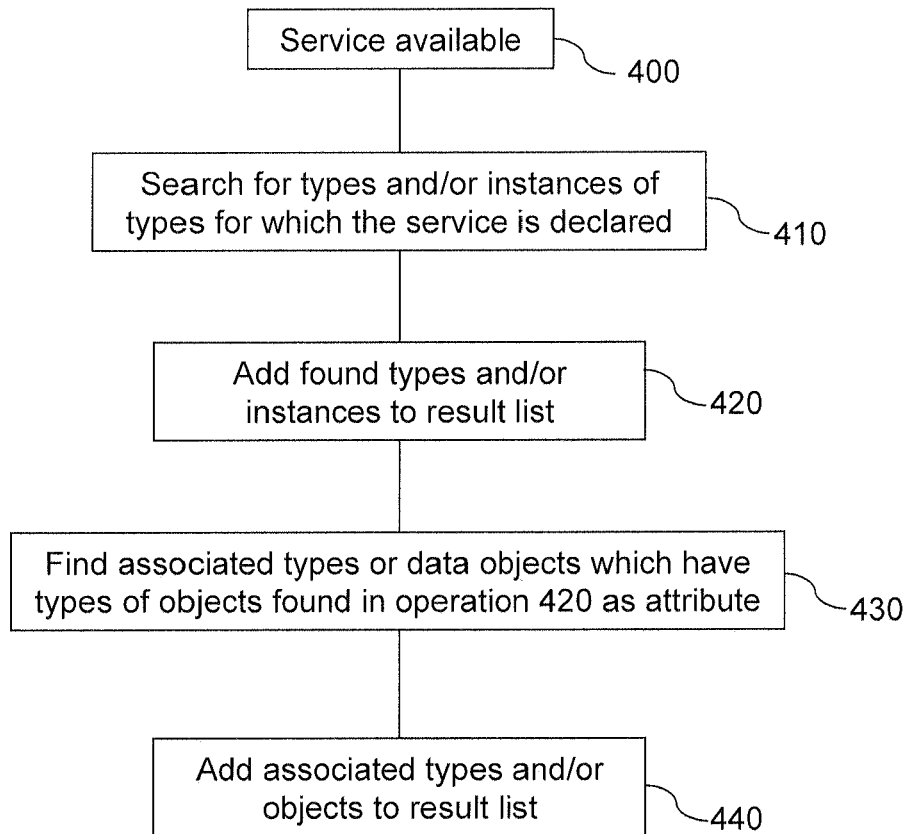 Service available
400
Search for types and/or instances of
types for which the service is declared
410
Add found types and/or
instances to result list
420
Find associated types or data objects which have
types of objects found in operation 420 as attribute
430
Add associated types and/or
objects to result list
440